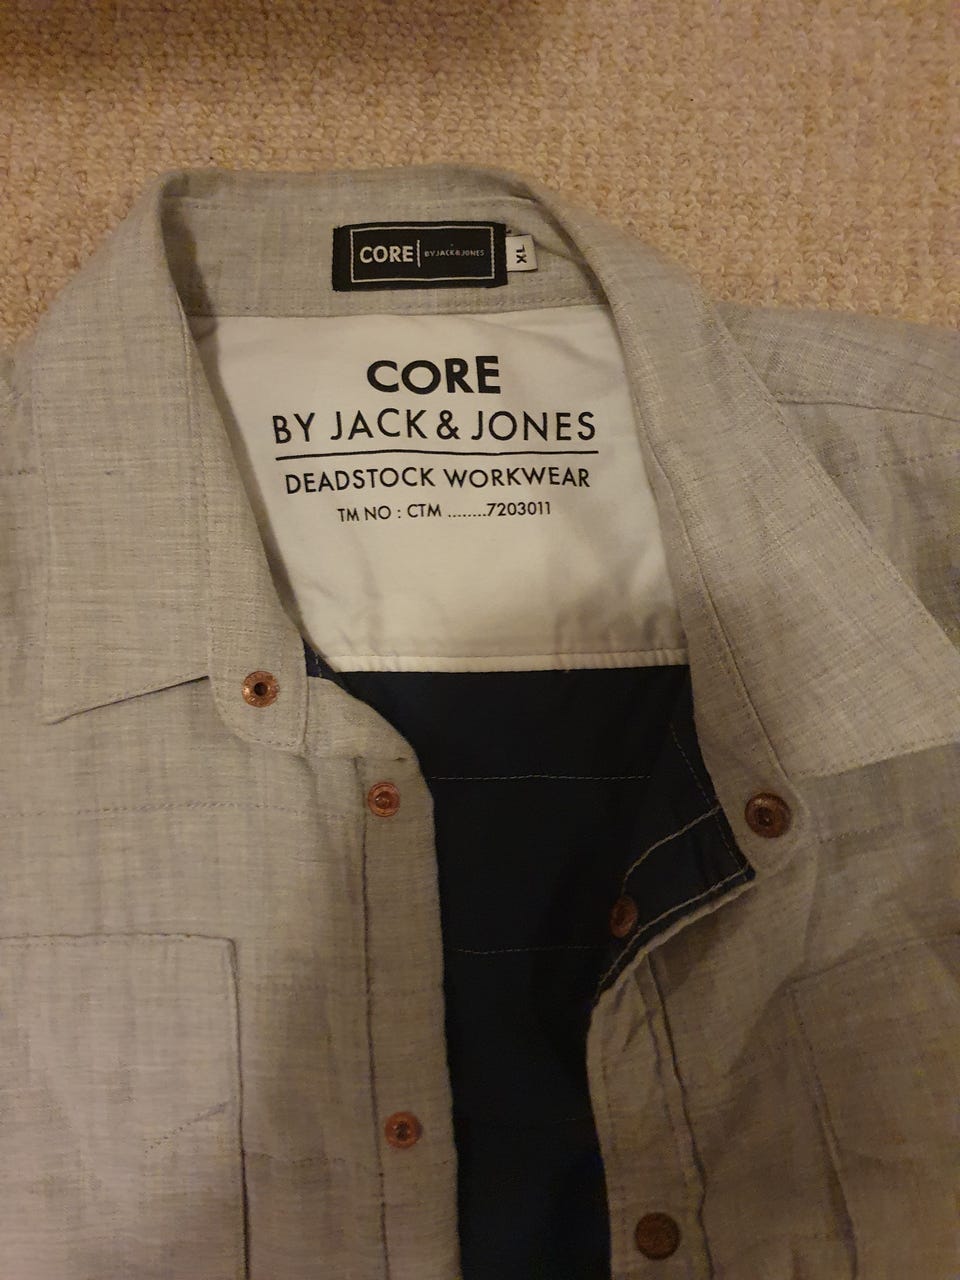 CORE BY JACK & JONES
XL
CORE
BY JACK & JONES
DEADSTOCK WORKWEAR
TM NO : CTM ........7203011